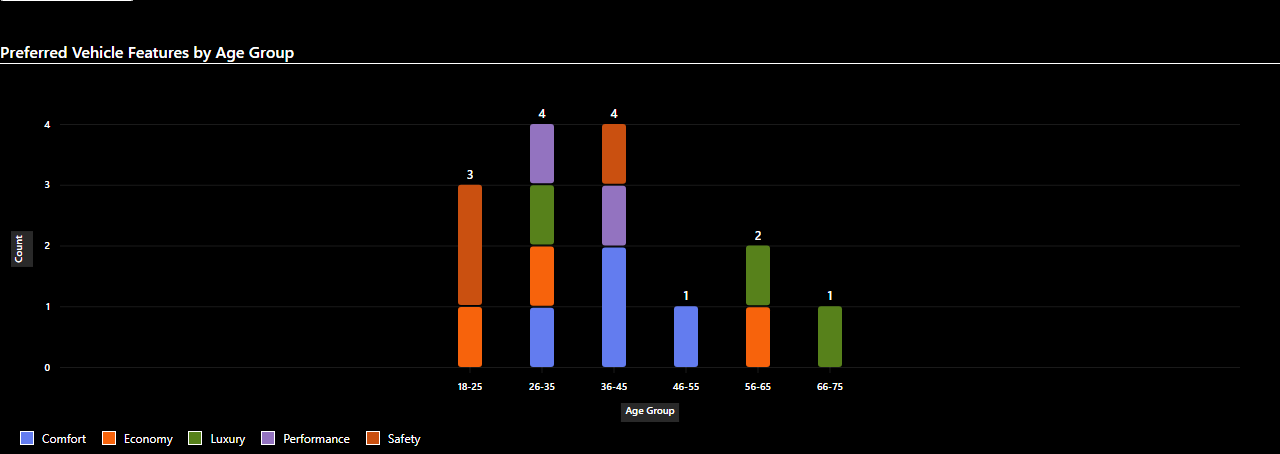 Preferred Vehicle Features by Age Group
4 4
4
3
3
Count
2
2
1 1
1
0
18-25 26-35 36-45 46-55 56-65 66-75
Age Group
Comfort Economy Luxury Performance Safety